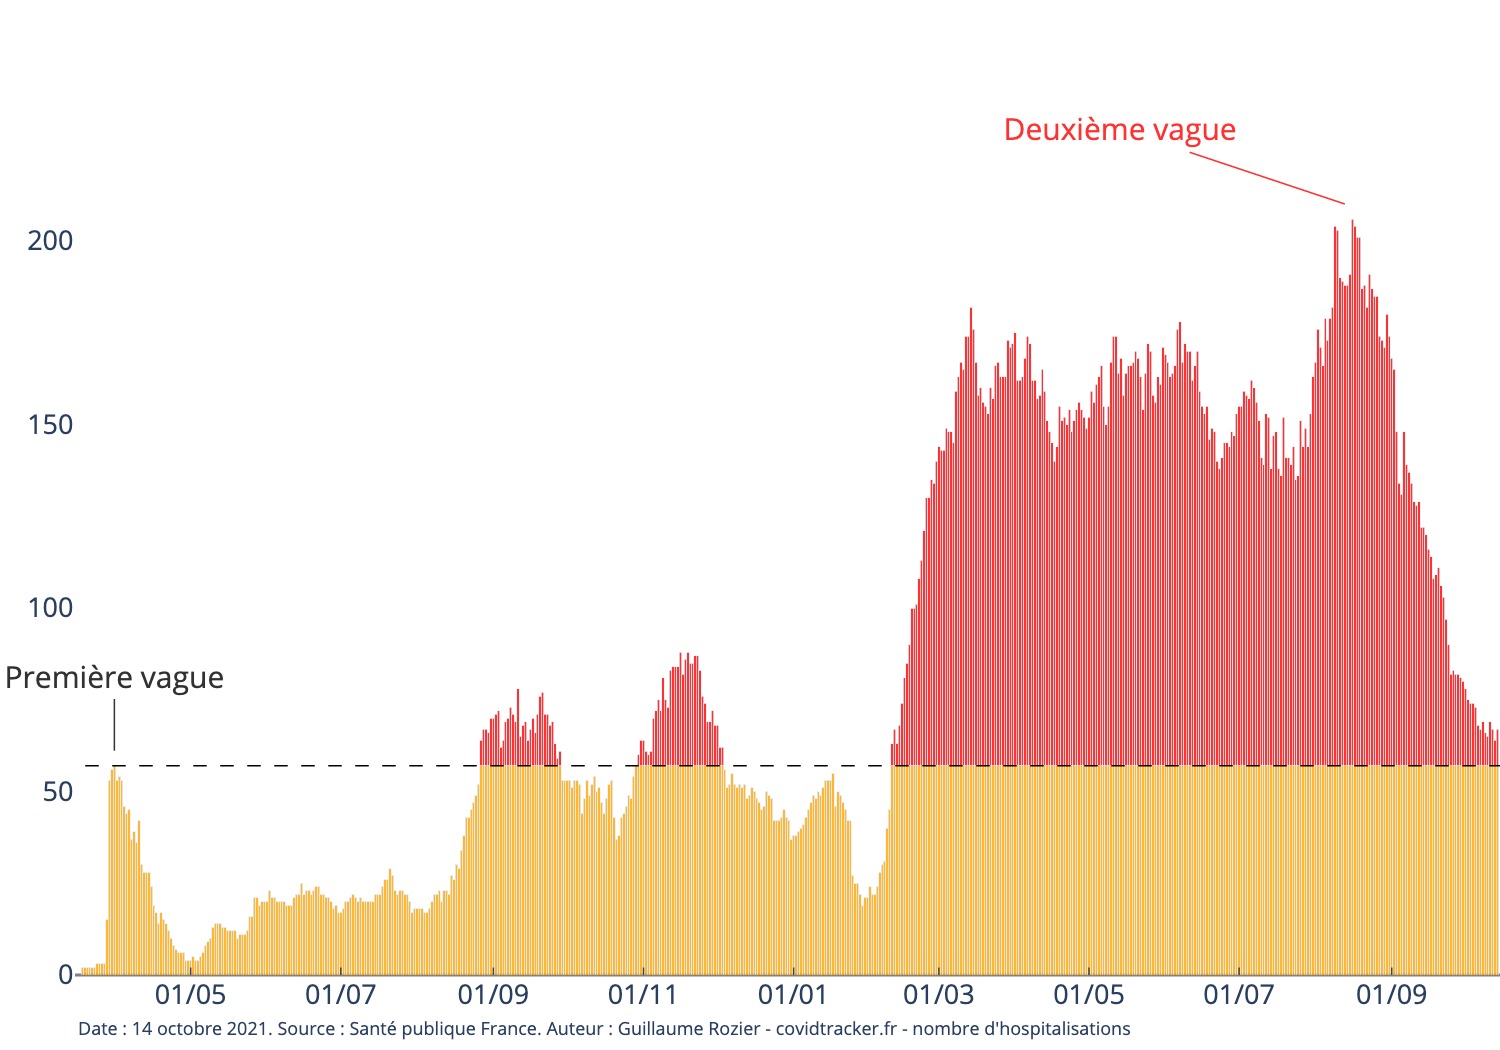 Deuxième vague
200
150
100
Première vague
50
0
01/05 01/07 01/09 01/11 01/01 01/03 01/05 01/07 01/09
Date : 14 octobre 2021. Source : Santé publique France. Auteur : Guillaume Rozier - covidtracker.fr - nombre d'hospitalisations